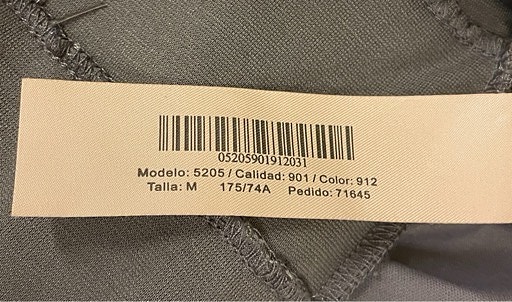 05205901912031
Modelo: 5205 / Calidad: 901 / Color: 912
Talla: M 175/74A Pedido: 71645